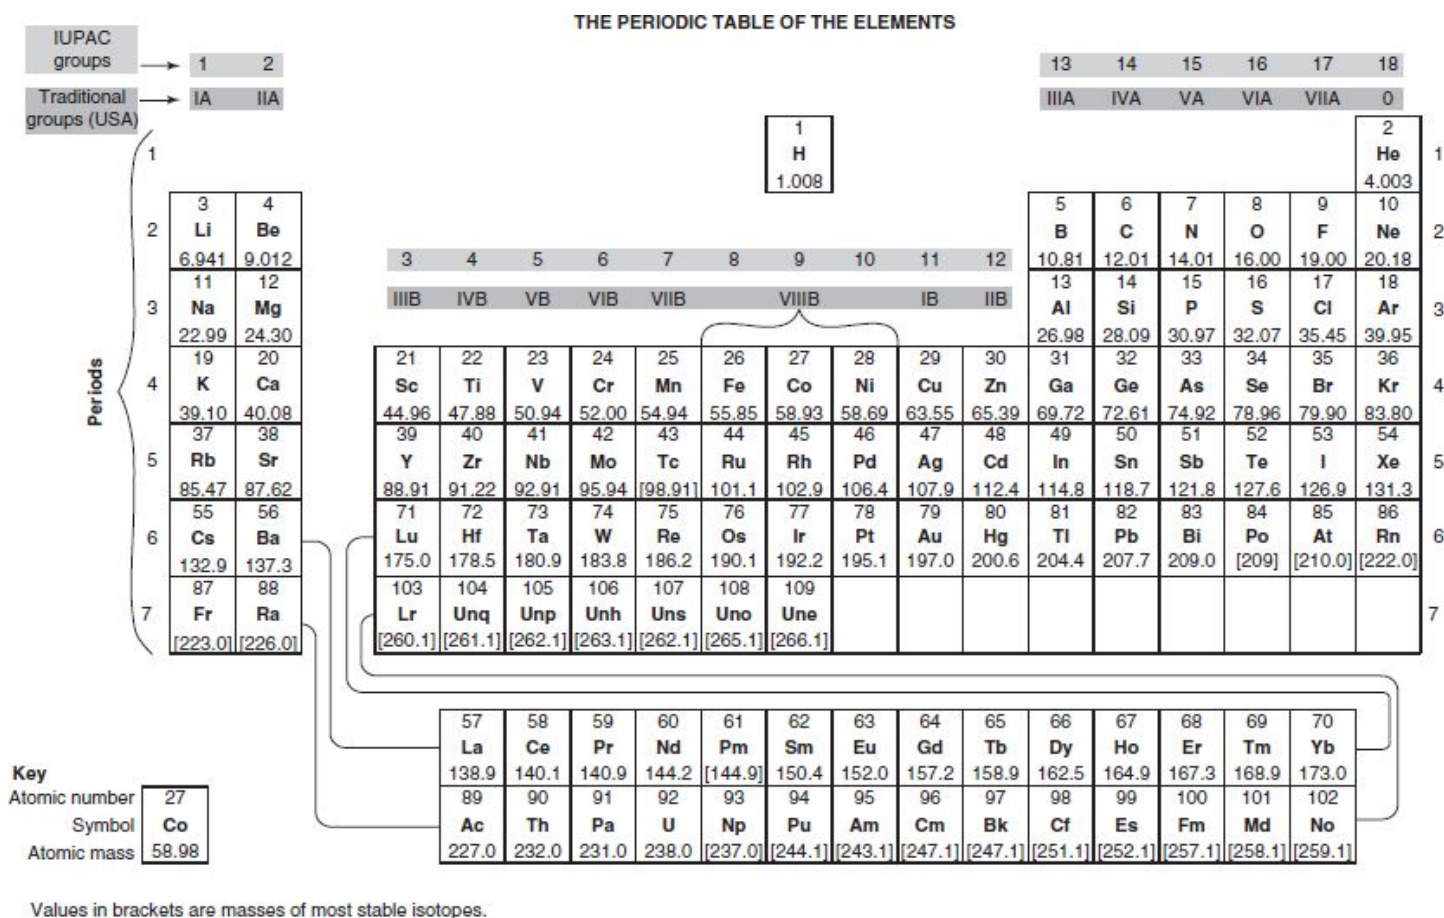 THE PERIODIC TABLE OF THE ELEMENTS
IUPAC
groups
1 2 13 14 15 16 17 18
Traditional
groups (USA)
IA IIA IIIA IVA VA VIA VIIA 0
1 2
1 H He 1
1.008 4.003
3 4 5 6 7 8 9 10
2 Li Be B C N O F Ne 2
6.941 9.012 10.81 12.01 14.01 16.00 19.00 20.18
3 4 5 6 7 8 9 10 11 12
11 12 13 14 15 16 17 18
IIIB IVB VB VIB VIIB VIIIB IB IIB
3 Na Mg Al Si P S Cl Ar 3
22.99 24.30 26.98 28.09 30.97 32.07 35.45 39.95
Periods
19 20 21 22 23 24 25 26 27 28 29 30 31 32 33 34 35 36
4 K Ca Sc Ti V Cr Mn Fe Co Ni Cu Zn Ga Ge As Se Br Kr 4
39.10 40.08 44.96 47.88 50.94 52.00 54.94 55.85 58.93 58.69 63.55 65.39 69.72 72.61 74.92 78.96 79.90 83.80
37 38 39 40 41 42 43 44 45 46 47 48 49 50 51 52 53 54
5 Rb Sr Y Zr Nb Mo Tc Ru Rh Pd Ag Cd In Sn Sb Te I Xe 5
85.47 87.62 88.91 91.22 92.91 95.94 [98.91] 101.1 102.9 106.4 107.9 112.4 114.8 118.7 121.8 127.6 126.9 131.3
55 56 71 72 73 74 75 76 77 78 79 80 81 82 83 84 85 86
6 Cs Ba Lu Hf Ta W Re Os Ir Pt Au Hg Tl Pb Bi Po At Rn 6
132.9 137.3 175.0 178.5 180.9 183.8 186.2 190.1 192.2 195.1 197.0 200.6 204.4 207.7 209.0 [209] [210.0] [222.0]
87 88 103 104 105 106 107 108 109
7 Fr Ra Lr Unq Unp Unh Uns Uno Une 7
[223.0] [226.0] [260.1] [261.1] [262.1] [263.1] [262.1] [265.1] [266.1]
57 58 59 60 61 62 63 64 65 66 67 68 69 70
La Ce Pr Nd Pm Sm Eu Gd Tb Dy Ho Er Tm Yb
138.9 140.1 140.9 144.2 [144.9] 150.4 152.0 157.2 158.9 162.5 164.9 167.3 168.9 173.0
89 90 91 92 93 94 95 96 97 98 99 100 101 102
Ac Th Pa U Np Pu Am Cm Bk Cf Es Fm Md No
227.0 232.0 231.0 238.0 [237.0] [244.1] [243.1] [247.1] [247.1] [251.1] [252.1] [257.1] [258.1] [259.1]
Key
Atomic number 27
Symbol Co
Atomic mass 58.98
Values in brackets are masses of most stable isotopes.